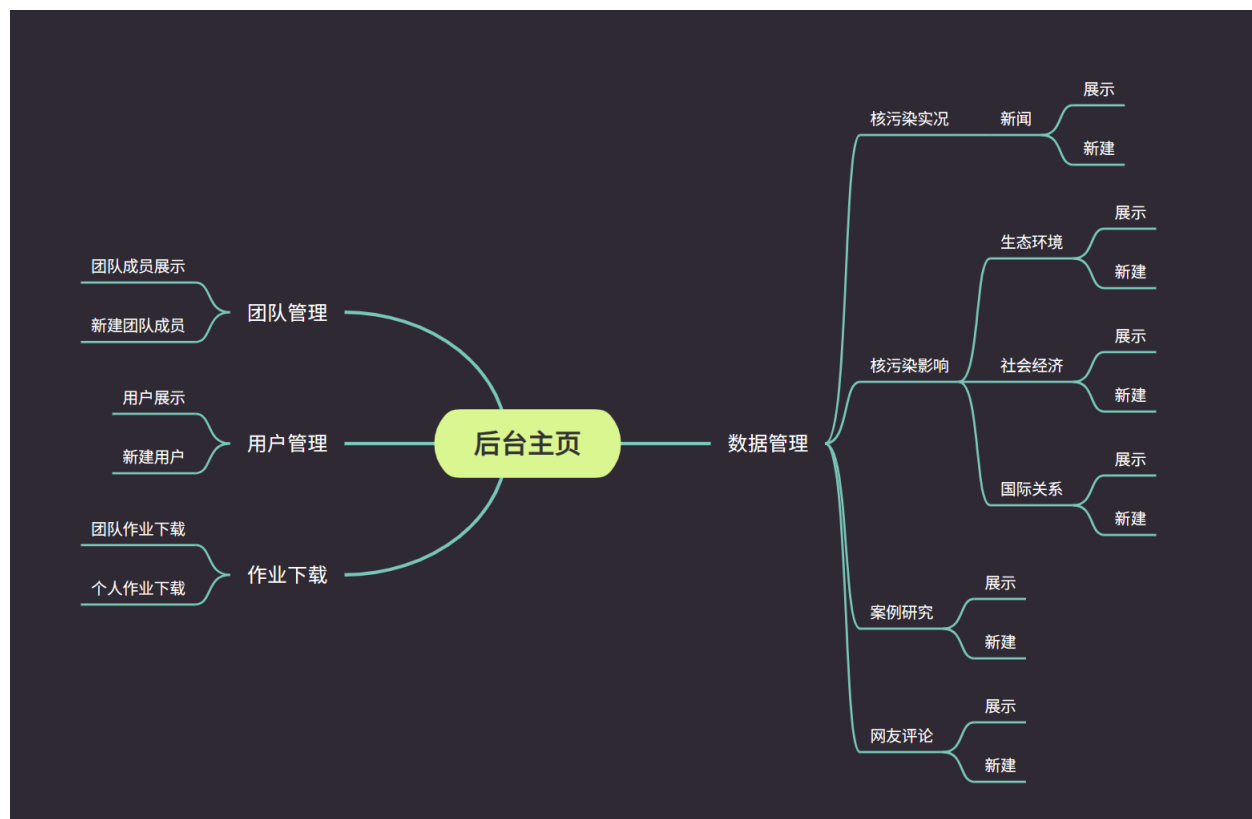 后台主页
团队管理
团队成员展示
新建团队成员
用户管理
用户展示
新建用户
作业下载
团队作业下载
个人作业下载
数据管理
核污染实况
新闻
展示
新建
核污染影响
生态环境
展示
新建
社会经济
展示
新建
国际关系
展示
新建
案例研究
展示
新建
网友评论
展示
新建